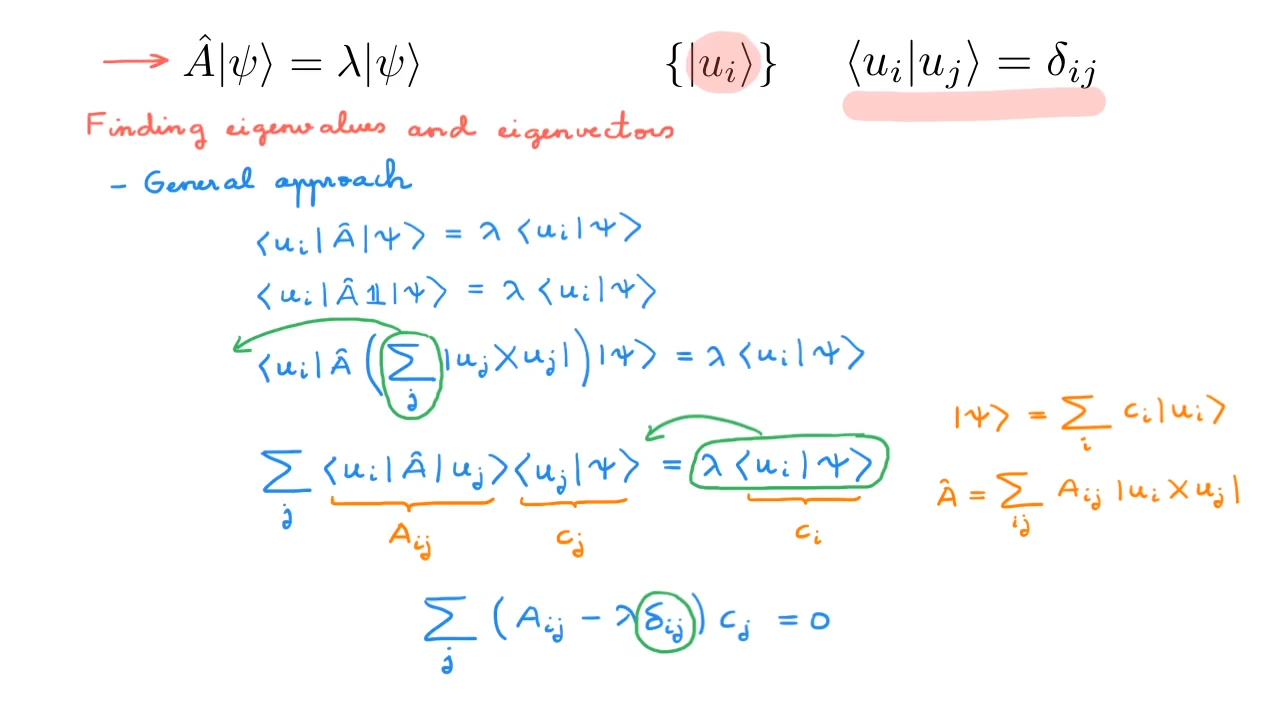 → Â|ψ⟩ = λ|ψ⟩ {|u_i⟩} ⟨u_i|u_j⟩ = δ_ij
Finding eigenvalues and eigenvectors
- General approach
⟨u_i|Â|ψ⟩ = λ⟨u_i|ψ⟩
⟨u_i|Â𝟙|ψ⟩ = λ⟨u_i|ψ⟩
⟨u_i|Â(∑_j |u_j⟩⟨u_j|)|ψ⟩ = λ⟨u_i|ψ⟩
|ψ⟩ = ∑_i c_i|u_i⟩
∑_j ⟨u_i|Â|u_j⟩⟨u_j|ψ⟩ = λ⟨u_i|ψ⟩
Â = ∑_ij A_ij |u_i⟩⟨u_j|
A_ij c_j c_i
∑_j (A_ij - λδ_ij) c_j = 0